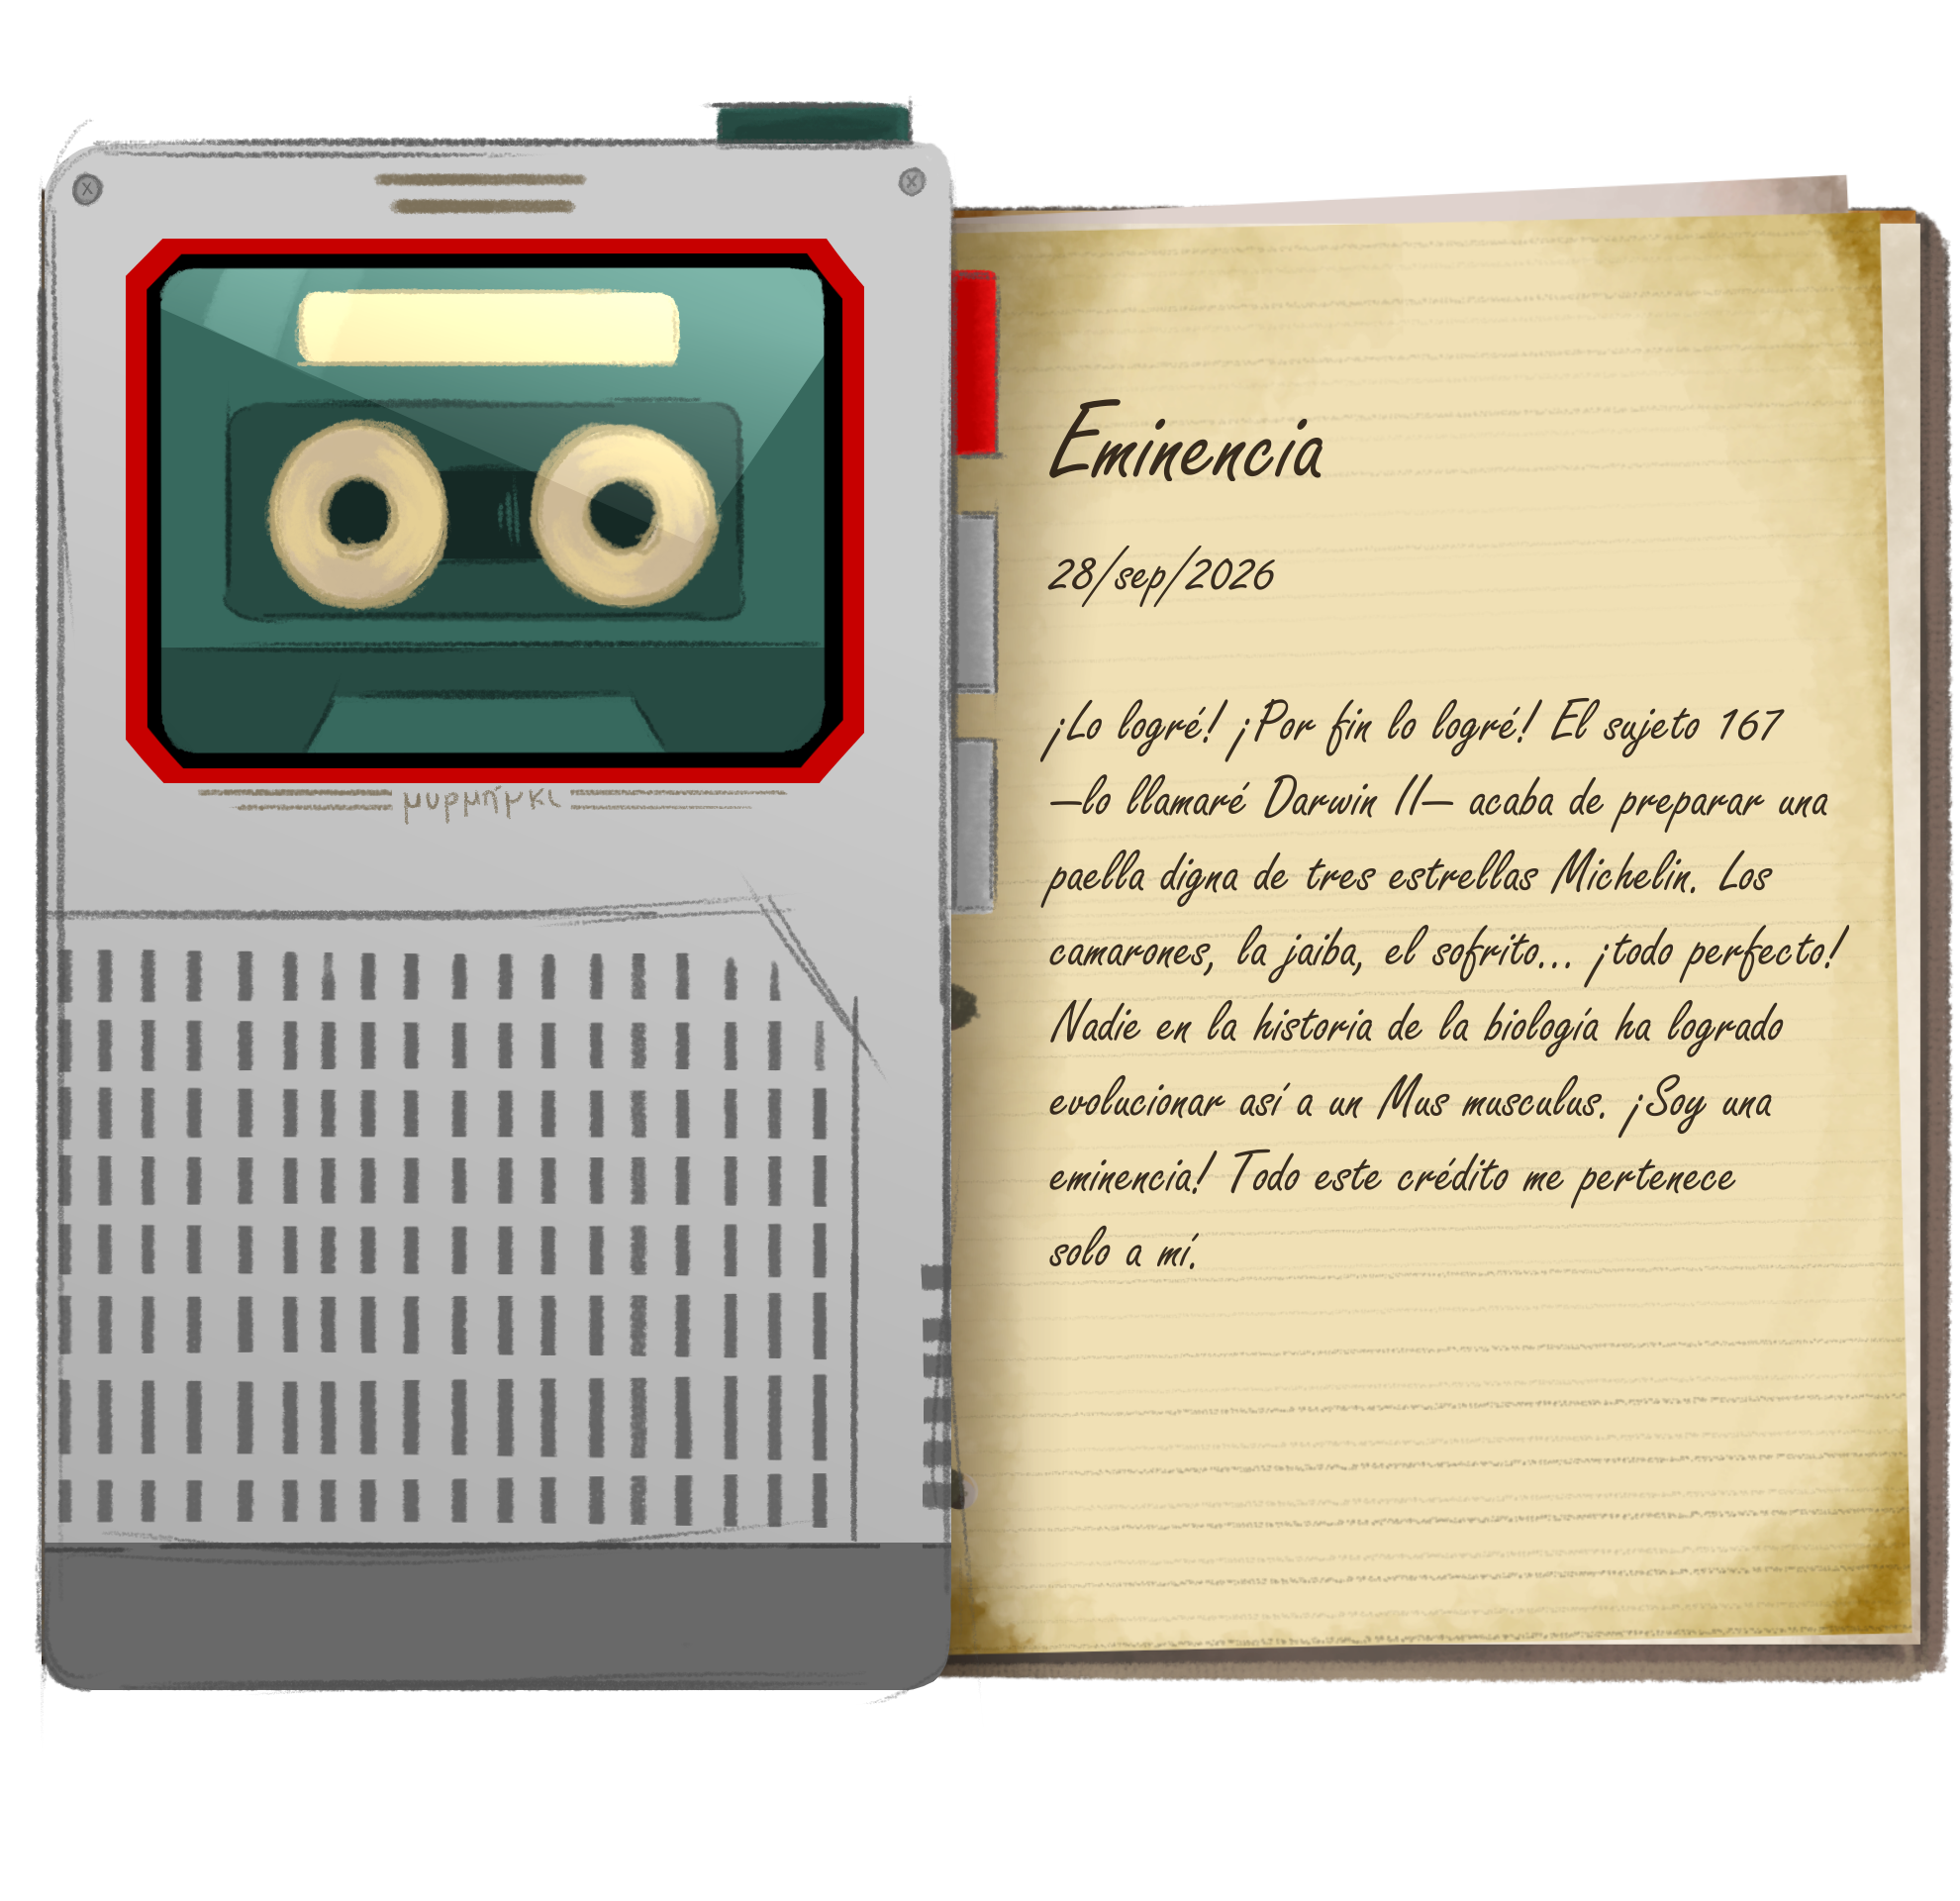 μυρμήγκι
Eminencia
28/sep/2026
¡Lo logré! ¡Por fin lo logré! El sujeto 167
—lo llamaré Darwin II— acaba de preparar una
paella digna de tres estrellas Michelin. Los
camarones, la jaiba, el sofrito... ¡todo perfecto!
Nadie en la historia de la biología ha logrado
evolucionar así a un Mus musculus. ¡Soy una
eminencia! Todo este crédito me pertenece
solo a mí.